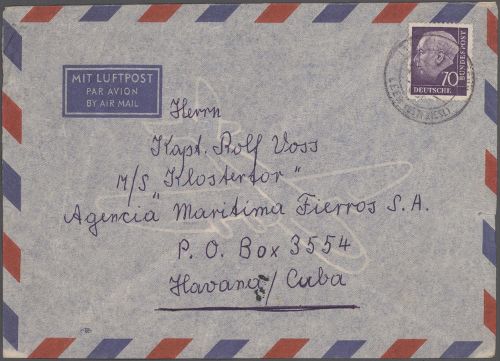 MIT LUFTPOST
PAR AVION
BY AIR MAIL
70
DEUTSCHE
BUNDESPOST
Herrn
Kapt. Rolf Voss
M/S "Klostertor"
Agencia Maritima Fierros S.A.
P.O. Box 3554
Havana/Cuba